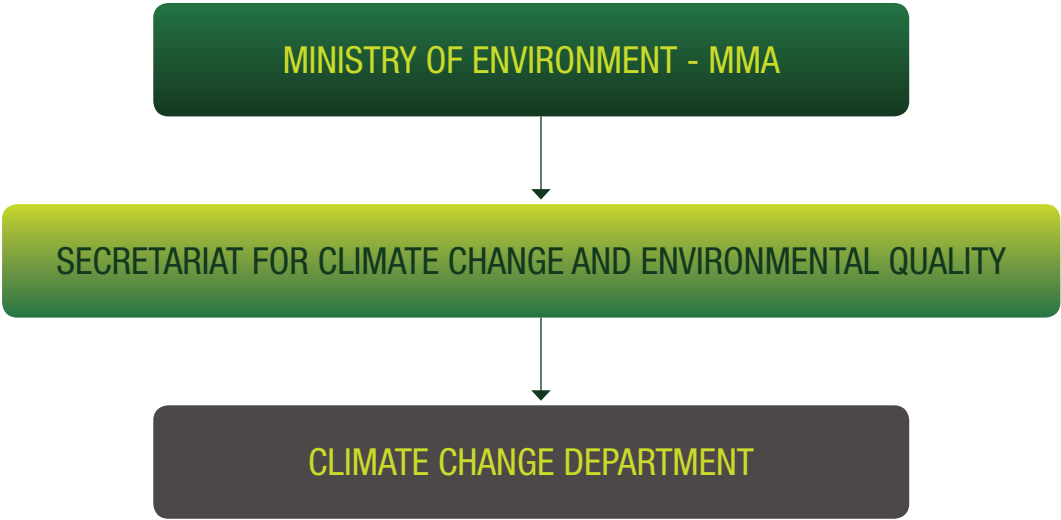 MINISTRY OF ENVIRONMENT - MMA
SECRETARIAT FOR CLIMATE CHANGE AND ENVIRONMENTAL QUALITY
CLIMATE CHANGE DEPARTMENT